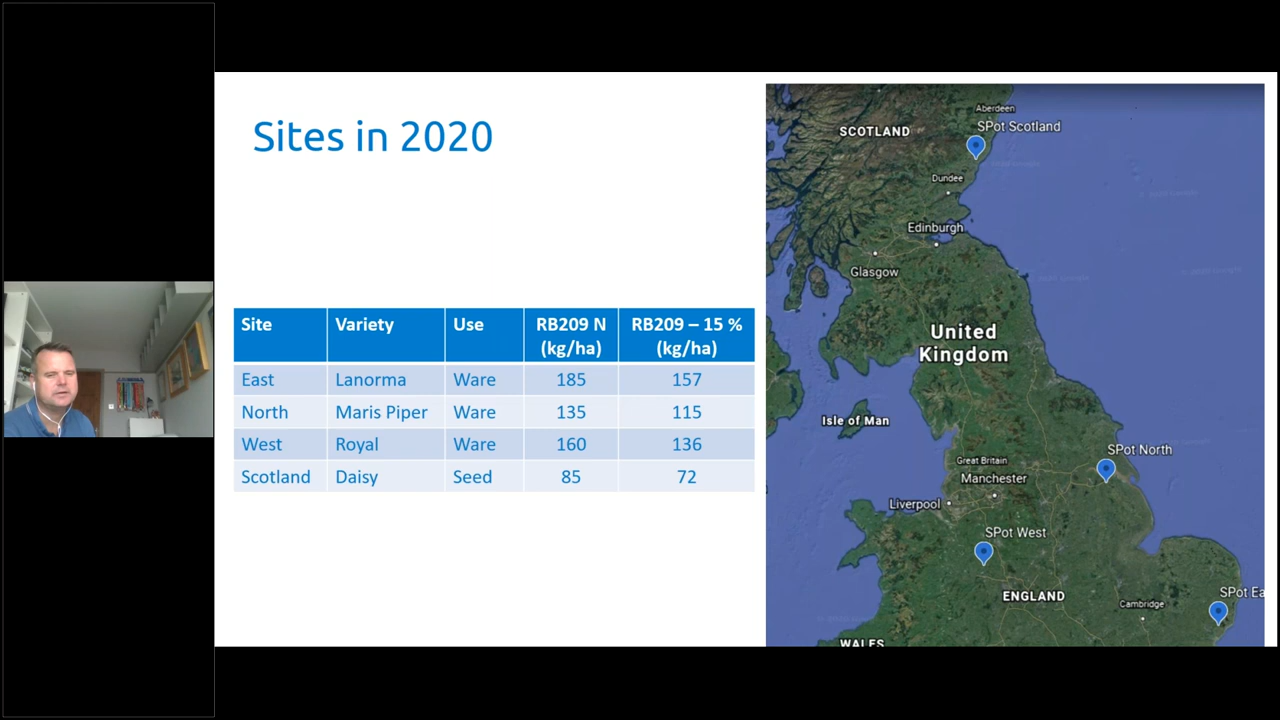 Sites in 2020
Site Variety Use RB209 N (kg/ha) RB209 – 15 % (kg/ha)
East Lanorma Ware 185 157
North Maris Piper Ware 135 115
West Royal Ware 160 136
Scotland Daisy Seed 85 72
Aberdeen
SCOTLAND
SPot Scotland
Dundee
Edinburgh
Glasgow
United
Kingdom
Isle of Man
SPot North
Great Britain
Manchester
Liverpool
SPot West
ENGLAND
SPot Ea
Cambridge
WALES